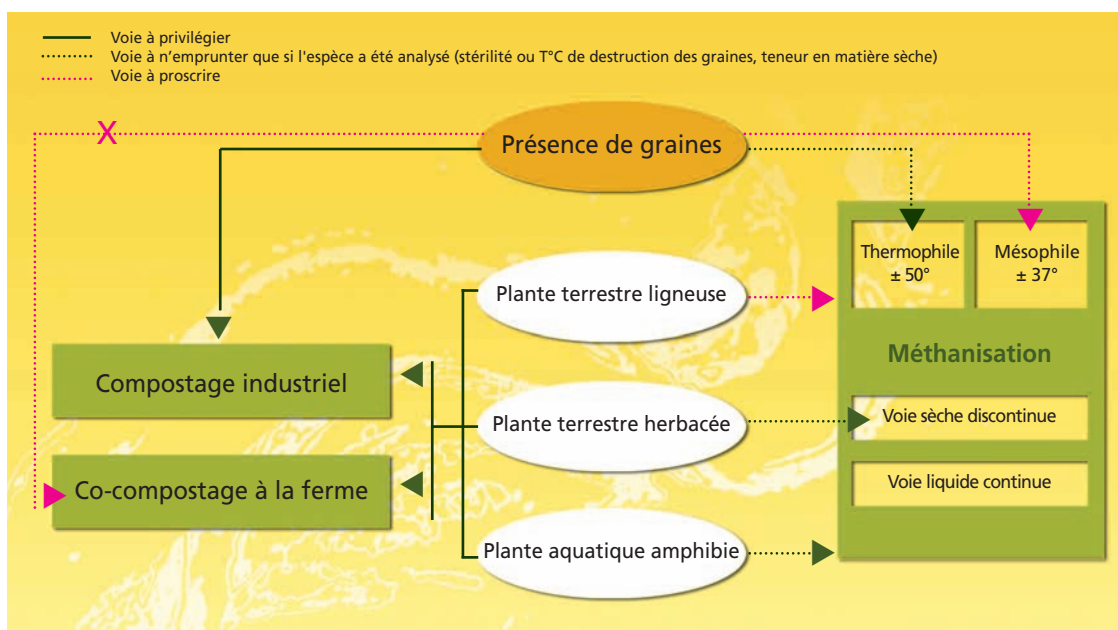 Voie à privilégier
Voie à n’emprunter que si l'espèce a été analysé (stérilité ou T°C de destruction des graines, teneur en matière sèche)
Voie à proscrire
X
Présence de graines
Thermophile
± 50°
Mésophile
± 37°
Plante terrestre ligneuse
Méthanisation
Compostage industriel
Plante terrestre herbacée
Voie sèche discontinue
Co-compostage à la ferme
Voie liquide continue
Plante aquatique amphibie